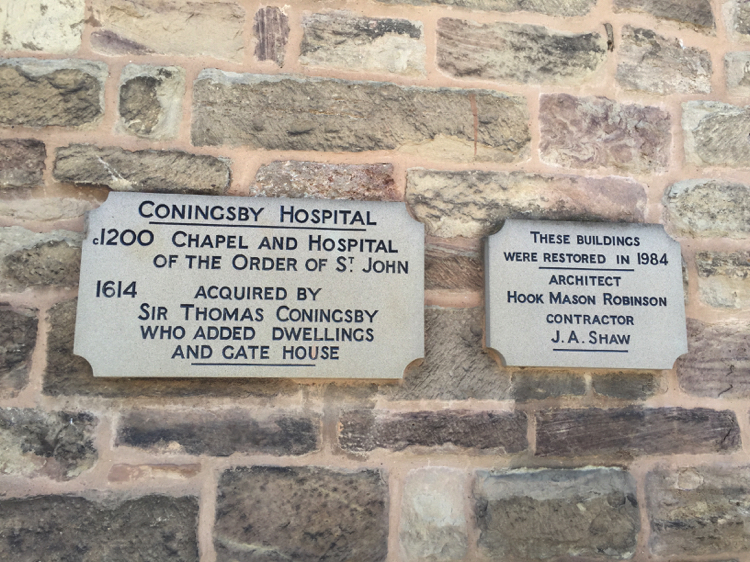 CONINGSBY HOSPITAL
c1200 CHAPEL AND HOSPITAL
OF THE ORDER OF ST. JOHN
1614 ACQUIRED BY
SIR THOMAS CONINGSBY
WHO ADDED DWELLINGS
AND GATE HOUSE
THESE BUILDINGS
WERE RESTORED IN 1984
ARCHITECT
HOOK MASON ROBINSON
CONTRACTOR
J.A. SHAW